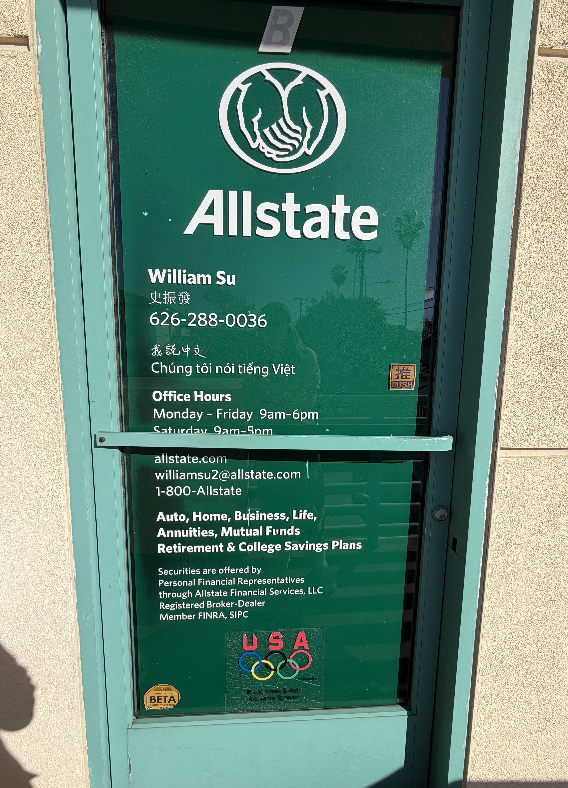 B
Allstate
William Su
史振發
626-288-0036
我說中文
Chúng tôi nói tiếng Việt
推
PUSH
Office Hours
Monday – Friday 9am–6pm
Saturday 9am–5pm
allstate.com
williamsu2@allstate.com
1-800-Allstate
Auto, Home, Business, Life,
Annuities, Mutual Funds
Retirement & College Savings Plans
Securities are offered by
Personal Financial Representatives
through Allstate Financial Services, LLC
Registered Broker-Dealer
Member FINRA, SIPC
USA
BETA